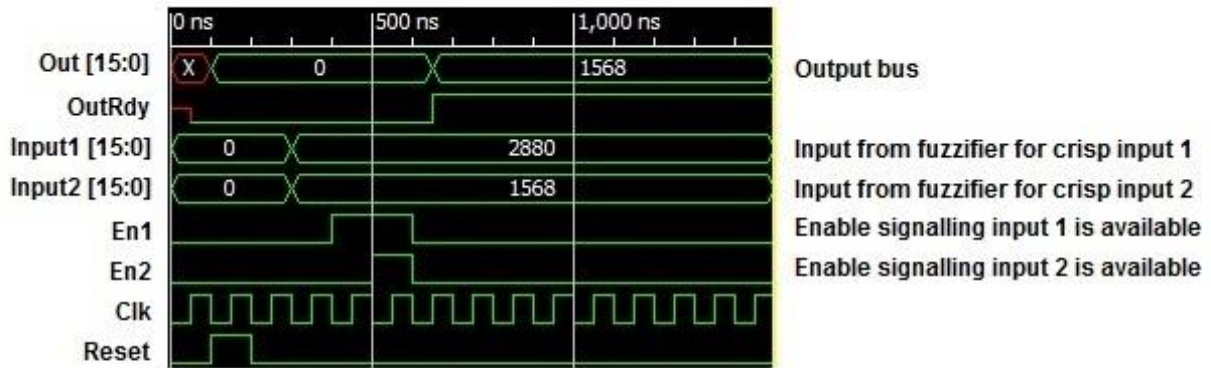 0 ns 500 ns 1,000 ns
Out [15:0] X 0 1568 Output bus
OutRdy
Input1 [15:0] 0 2880 Input from fuzzifier for crisp input 1
Input2 [15:0] 0 1568 Input from fuzzifier for crisp input 2
En1 Enable signalling input 1 is available
En2 Enable signalling input 2 is available
Clk
Reset